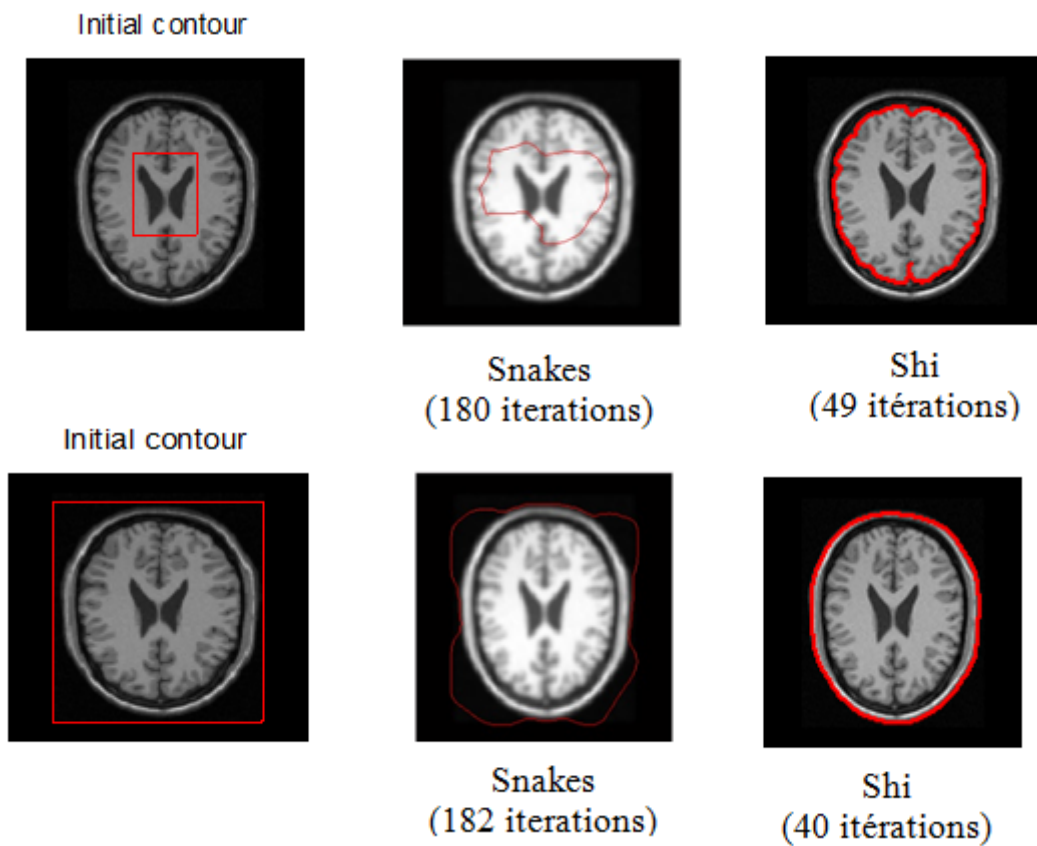 Initial contour
Snakes
(180 iterations)
Shi
(49 itérations)
Initial contour
Snakes
(182 iterations)
Shi
(40 itérations)